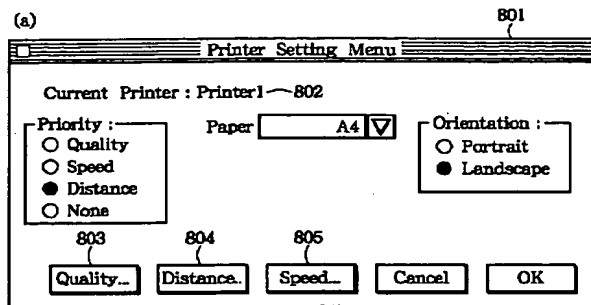 (a)
801
Printer Setting Menu
Current Printer : Printer1 802
Priority :
Quality
Speed
Distance
None
Paper A4
Orientation :
Portrait
Landscape
803 804 805
Quality... Distance.. Speed... Cancel OK